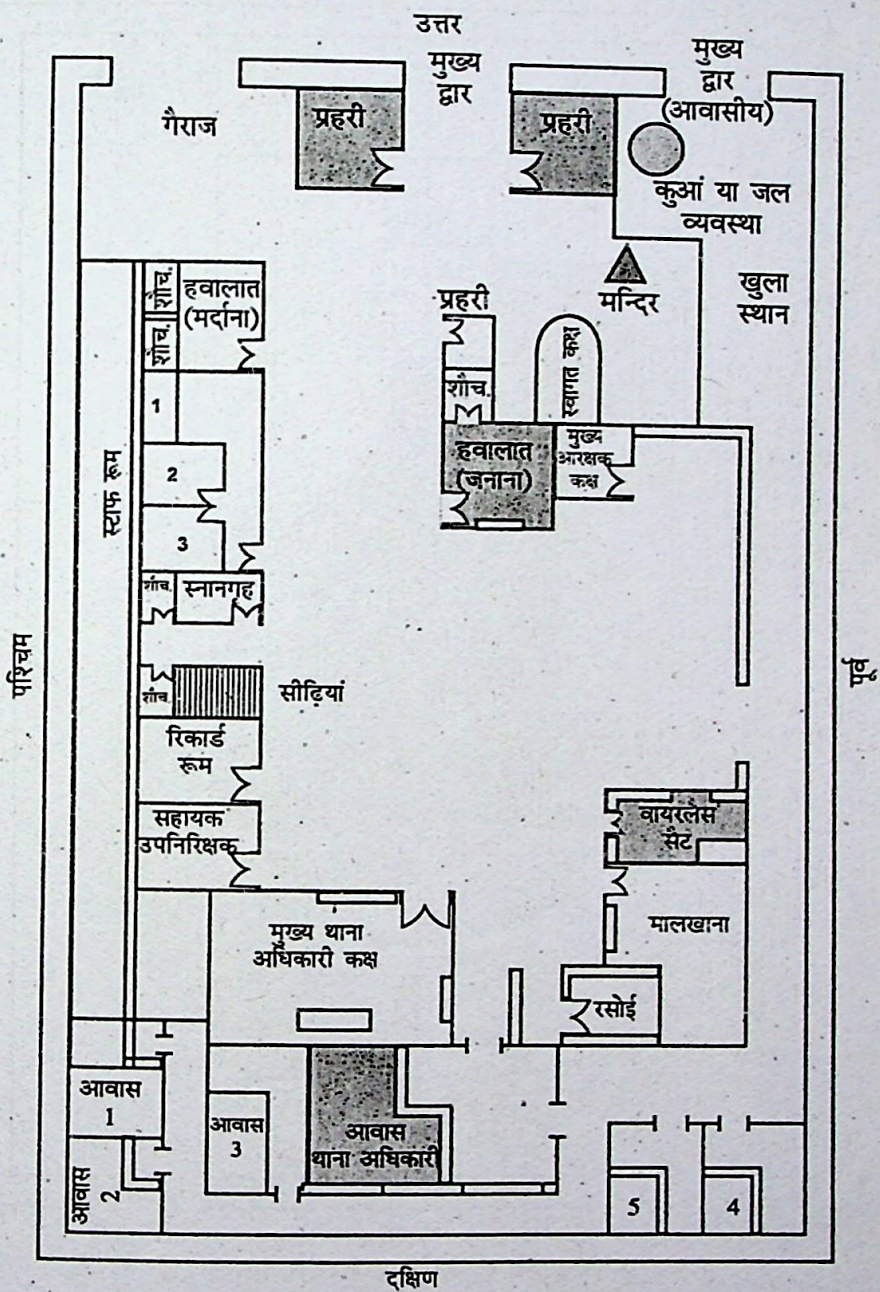 उत्तर
मुख्य
द्वार
मुख्य
द्वार
(आवासीय)
गैराज
प्रहरी
प्रहरी
कुआं या जल
व्यवस्था
शौच.
हवालात
(मर्दाना)
शौच.
प्रहरी
मन्दिर
खुला
स्थान
शौच.
स्वागत कक्ष
1
हवालात
(जनाना)
मुख्य
आरक्षक
कक्ष
2
स्टाफ रूम
3
शौच.
स्नानगृह
पश्चिम
पूर्व
शौच.
सीढ़ियां
रिकार्ड
रूम
सहायक
उपनिरिक्षक
वायरलेस
सैट
मालखाना
मुख्य थाना
अधिकारी कक्ष
रसोई
आवास
1
आवास
3
आवास
थाना अधिकारी
आवास
2
5
4
दक्षिण